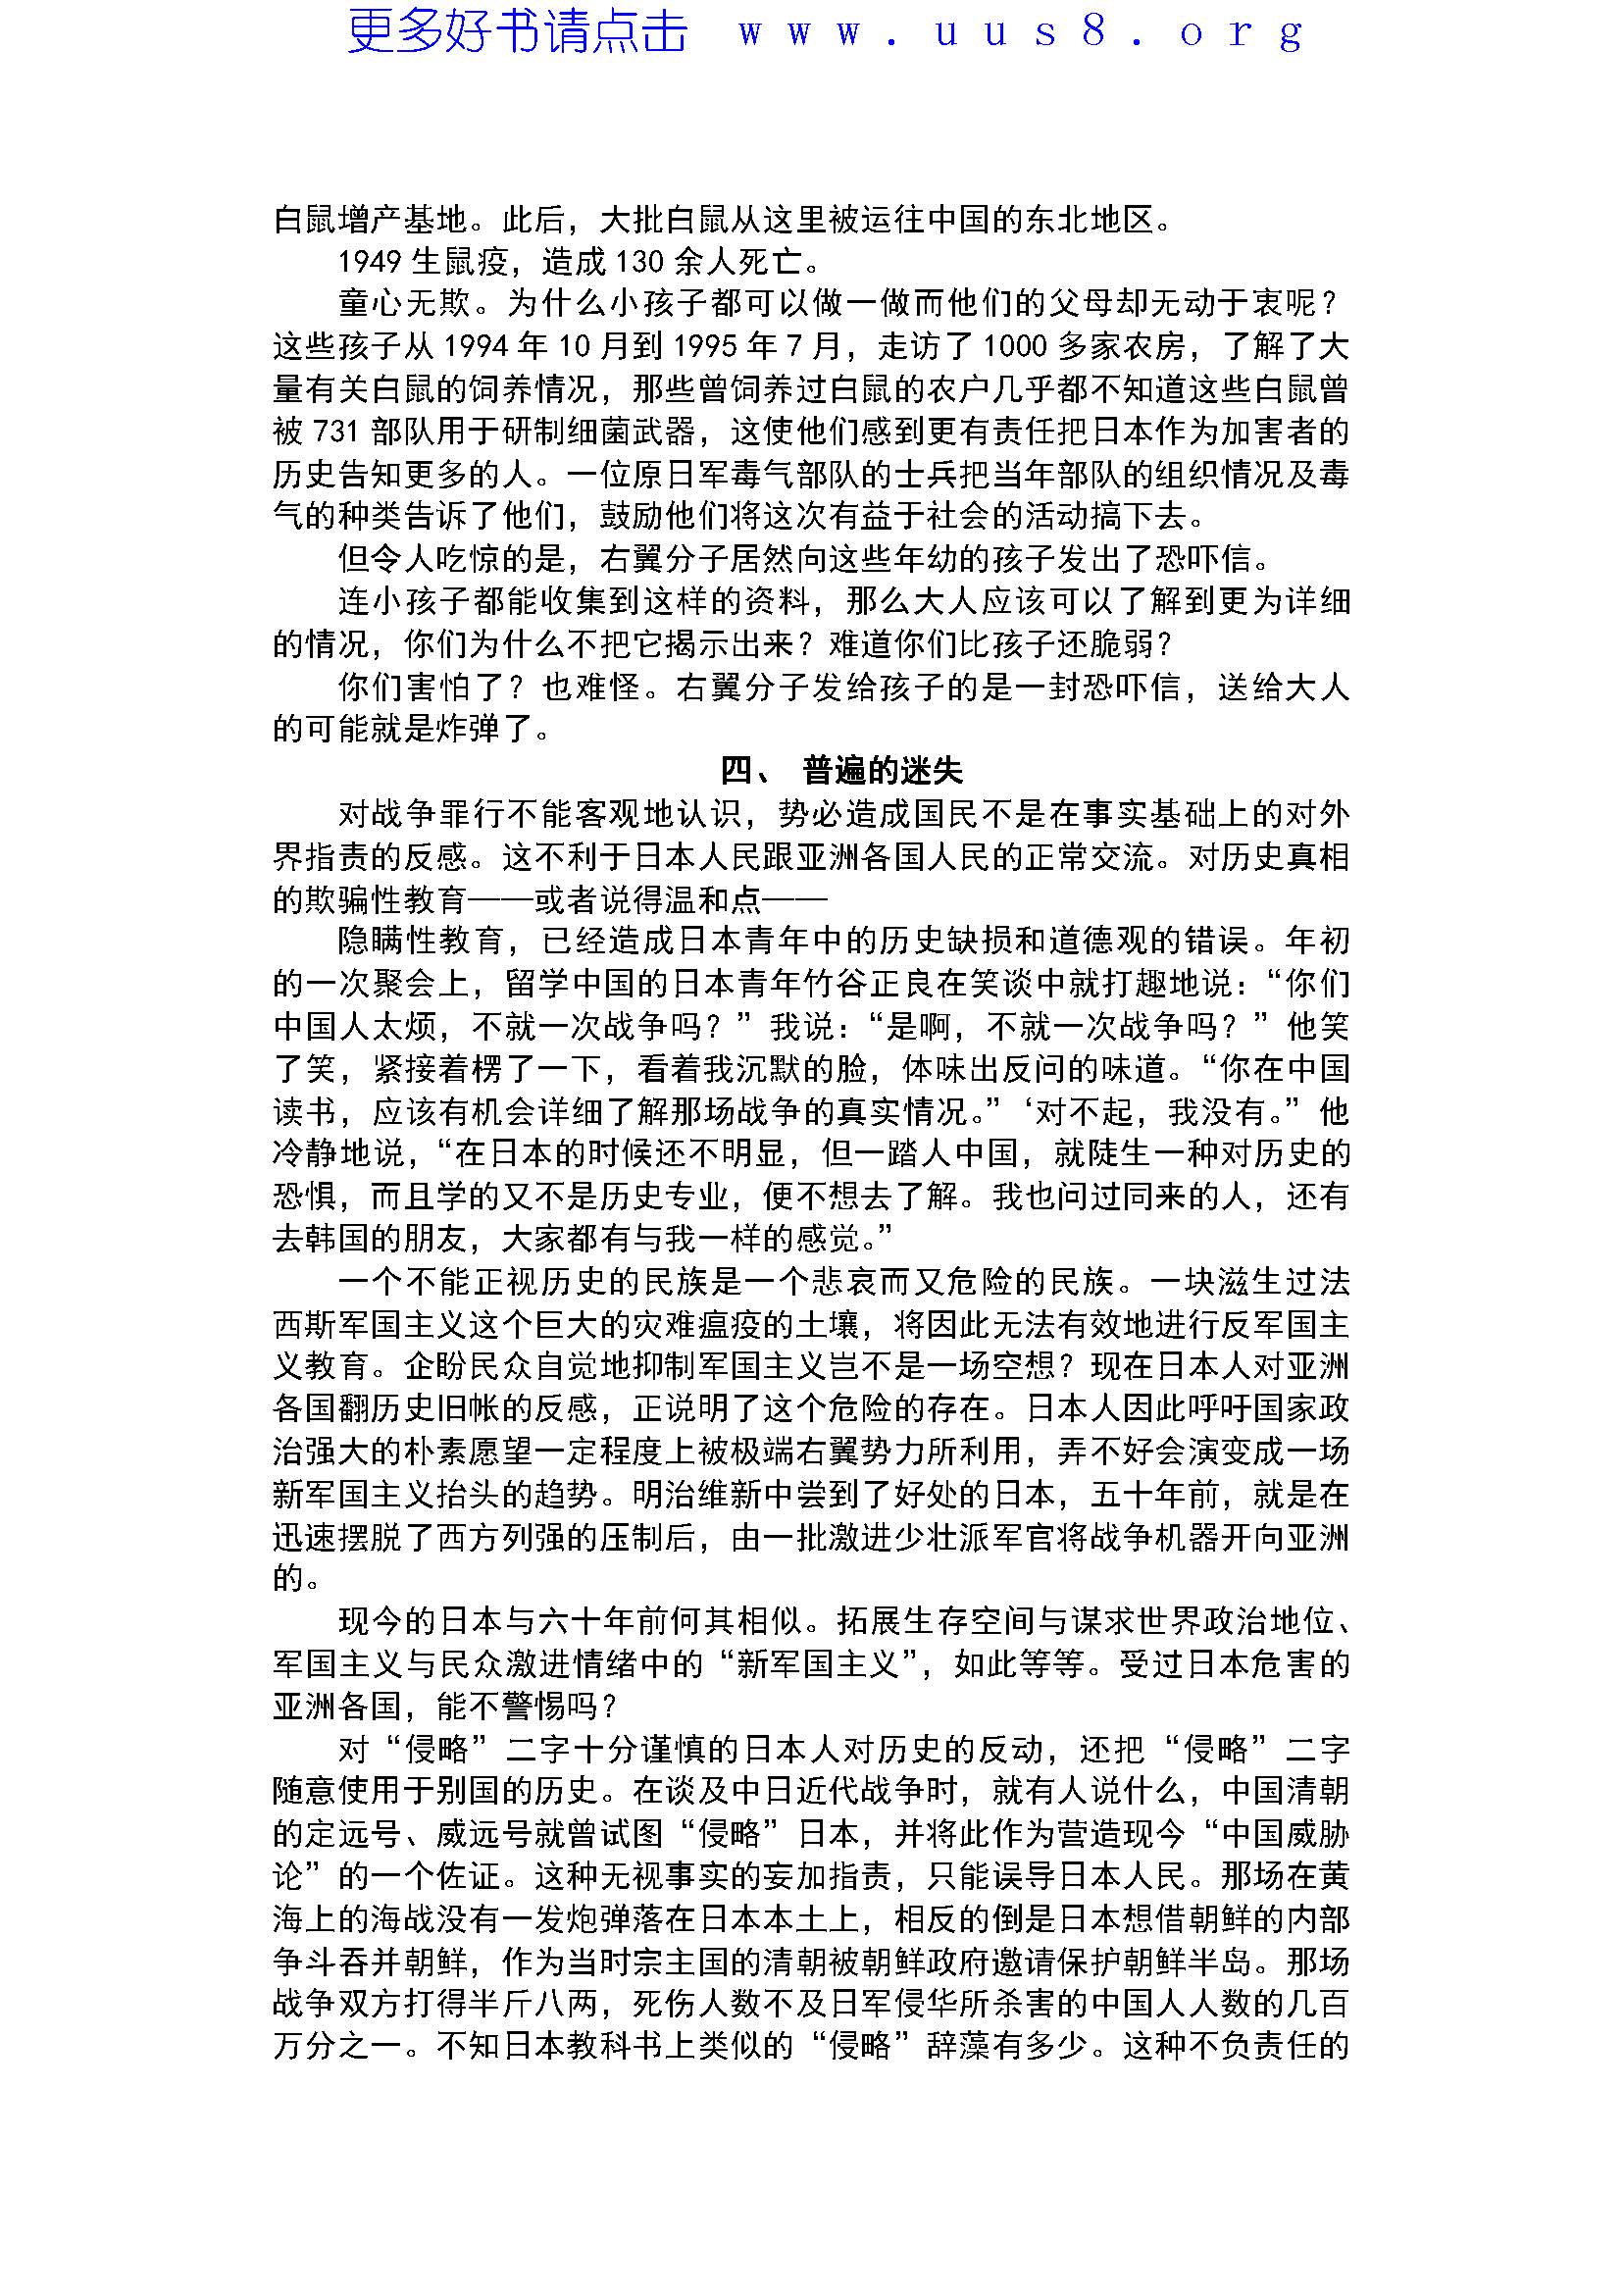 更多好书请点击 www.uus8.org
白鼠增产基地。此后，大批白鼠从这里被运往中国的东北地区。
1949 生鼠疫，造成 130 余人死亡。
童心无欺。为什么小孩子都可以做一做而他们的父母却无动于衷呢？
这些孩子从 1994 年 10 月到 1995 年 7 月，走访了 1000 多家农房，了解了大
量有关白鼠的饲养情况，那些曾饲养过白鼠的农户几乎都不知道这些白鼠曾
被 731 部队用于研制细菌武器，这使他们感到更有责任把日本作为加害者的
历史告知更多的人。一位原日军毒气部队的士兵把当年部队的组织情况及毒
气的种类告诉了他们，鼓励他们将这次有益于社会的活动搞下去。
但令人吃惊的是，右翼分子居然向这些年幼的孩子发出了恐吓信。
连小孩子都能收集到这样的资料，那么大人应该可以了解到更为详细
的情况，你们为什么不把它揭示出来？难道你们比孩子还脆弱？
你们害怕了？也难怪。右翼分子发给孩子的是一封恐吓信，送给大人
的可能就是炸弹了。
四、 普遍的迷失
对战争罪行不能客观地认识，势必造成国民不是在事实基础上的对外
界指责的反感。这不利于日本人民跟亚洲各国人民的正常交流。对历史真相
的欺骗性教育——或者说得温和点——
隐瞒性教育，已经造成日本青年中的历史缺损和道德观的错误。年初
的一次聚会上，留学中国的日本青年竹谷正良在笑谈中就打趣地说：“你们
中国人太烦，不就一次战争吗？”我说：“是啊，不就一次战争吗？”他笑
了笑，紧接着楞了一下，看着我沉默的脸，体味出反问的味道。“你在中国
读书，应该有机会详细了解那场战争的真实情况。”‘对不起，我没有。”他
冷静地说，“在日本的时候还不明显，但一踏人中国，就陡生一种对历史的
恐惧，而且学的又不是历史专业，便不想去了解。我也问过同来的人，还有
去韩国的朋友，大家都有与我一样的感觉。”
一个不能正视历史的民族是一个悲哀而又危险的民族。一块滋生过法
西斯军国主义这个巨大的灾难瘟疫的土壤，将因此无法有效地进行反军国主
义教育。企盼民众自觉地抑制军国主义岂不是一场空想？现在日本人对亚洲
各国翻历史旧帐的反感，正说明了这个危险的存在。日本人因此呼吁国家政
治强大的朴素愿望一定程度上被极端右翼势力所利用，弄不好会演变成一场
新军国主义抬头的趋势。明治维新中尝到了好处的日本，五十年前，就是在
迅速摆脱了西方列强的压制后，由一批激进少壮派军官将战争机器开向亚洲
的。
现今的日本与六十年前何其相似。拓展生存空间与谋求世界政治地位、
军国主义与民众激进情绪中的“新军国主义”，如此等等。受过日本危害的
亚洲各国，能不警惕吗？
对“侵略”二字十分谨慎的日本人对历史的反动，还把“侵略”二字
随意使用于别国的历史。在谈及中日近代战争时，就有人说什么，中国清朝
的定远号、威远号就曾试图“侵略”日本，并将此作为营造现今“中国威胁
论”的一个佐证。这种无视事实的妄加指责，只能误导日本人民。那场在黄
海上的海战没有一发炮弹落在日本本土上，相反的倒是日本想借朝鲜的内部
争斗吞并朝鲜，作为当时宗主国的清朝被朝鲜政府邀请保护朝鲜半岛。那场
战争双方打得半斤八两，死伤人数不及日军侵华所杀害的中国人人数的几百
万分之一。不知日本教科书上类似的“侵略”辞藻有多少。这种不负责任的